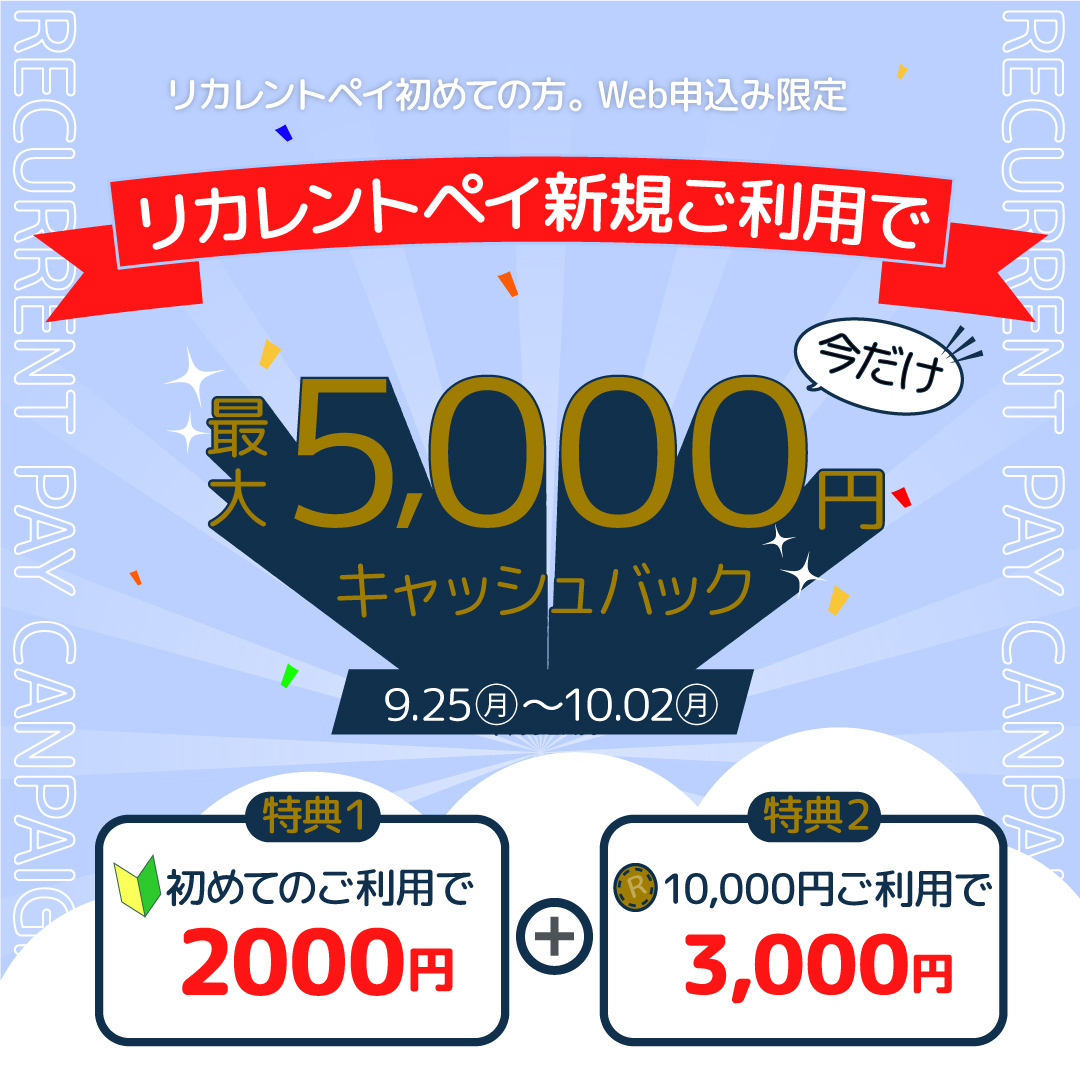 リカレントペイ初めての方。Web申込み限定
リカレントペイ新規ご利用で
今だけ
最大5,000円
キャッシュバック
9.25㊊～10.02㊊
特典1
初めてのご利用で
2000円
+
特典2
R
10,000円ご利用で
3,000円
RECURRENT PAY CANPAIG
RECURRENT PAY CANPA